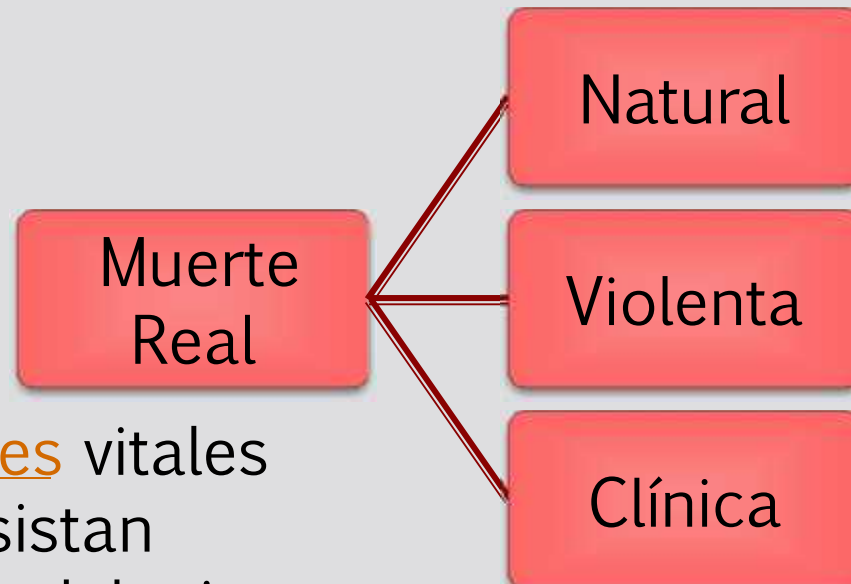 Natural
Muerte
Real
Violenta
es vitales
sistan
Clínica